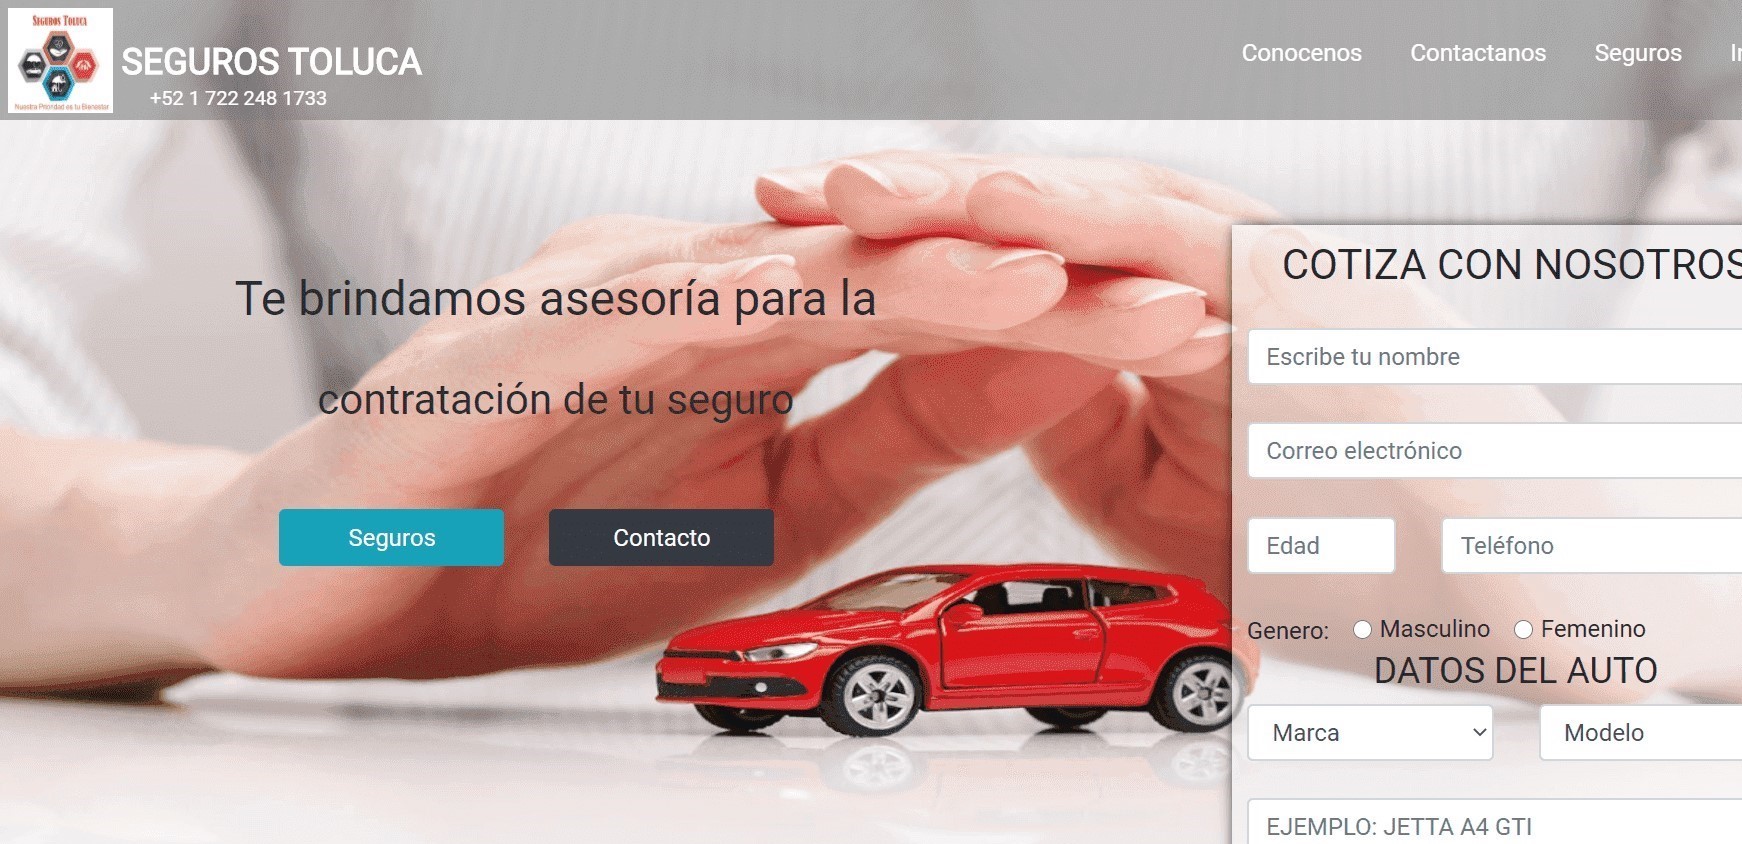 SEGUROS TOLUCA
Nuestra Prioridad es tu Bienestar
SEGUROS TOLUCA
+52 1 722 248 1733
Conocenos
Contactanos
Seguros
Te brindamos asesoría para la
contratación de tu seguro
Seguros
Contacto
COTIZA CON NOSOTROS
Escribe tu nombre
Correo electrónico
Edad
Teléfono
Genero:
Masculino
Femenino
DATOS DEL AUTO
Marca
Modelo
EJEMPLO: JETTA A4 GTI